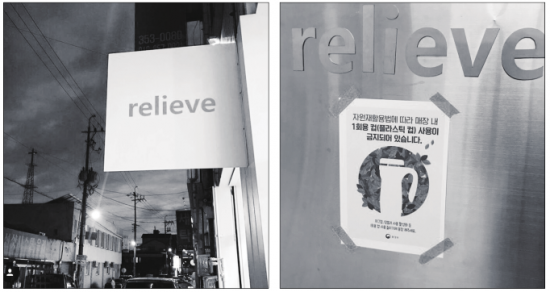 relieve
relieve
자원재활용법에 따라 매장 내
1회용 컵(플라스틱 컵) 사용이
금지되어 있습니다.